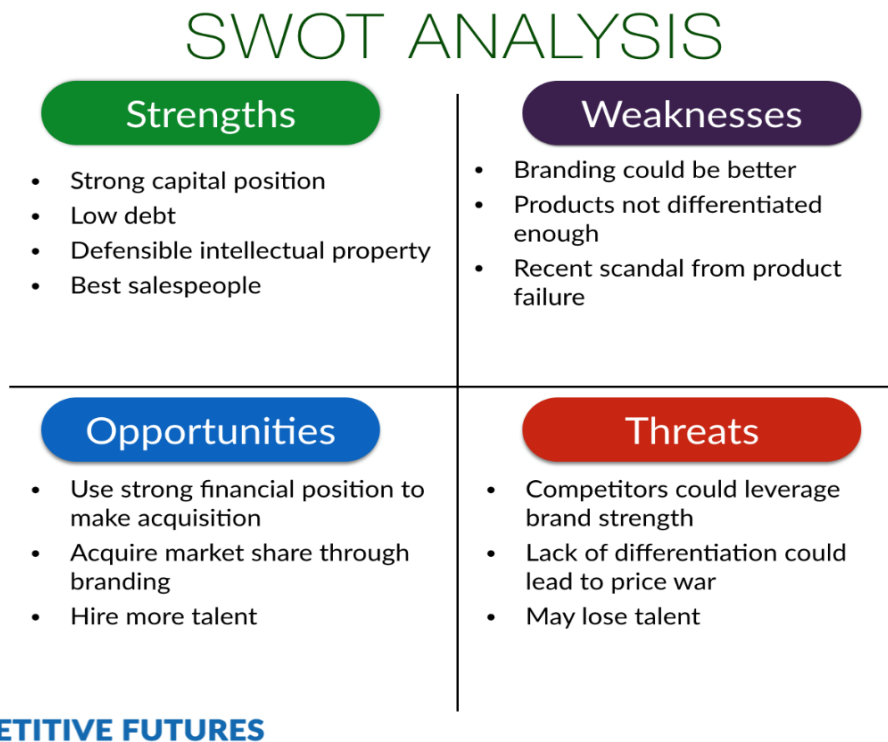 SWOT ANALYSIS
Strengths
• Strong capital position
• Low debt
• Defensible intellectual property
• Best salespeople
Weaknesses
• Branding could be better
• Products not differentiated
enough
• Recent scandal from product
failure
Opportunities
• Use strong financial position to
make acquisition
• Acquire market share through
branding
• Hire more talent
Threats
• Competitors could leverage
brand strength
• Lack of differentiation could
lead to price war
• May lose talent
ETITIVE FUTURES